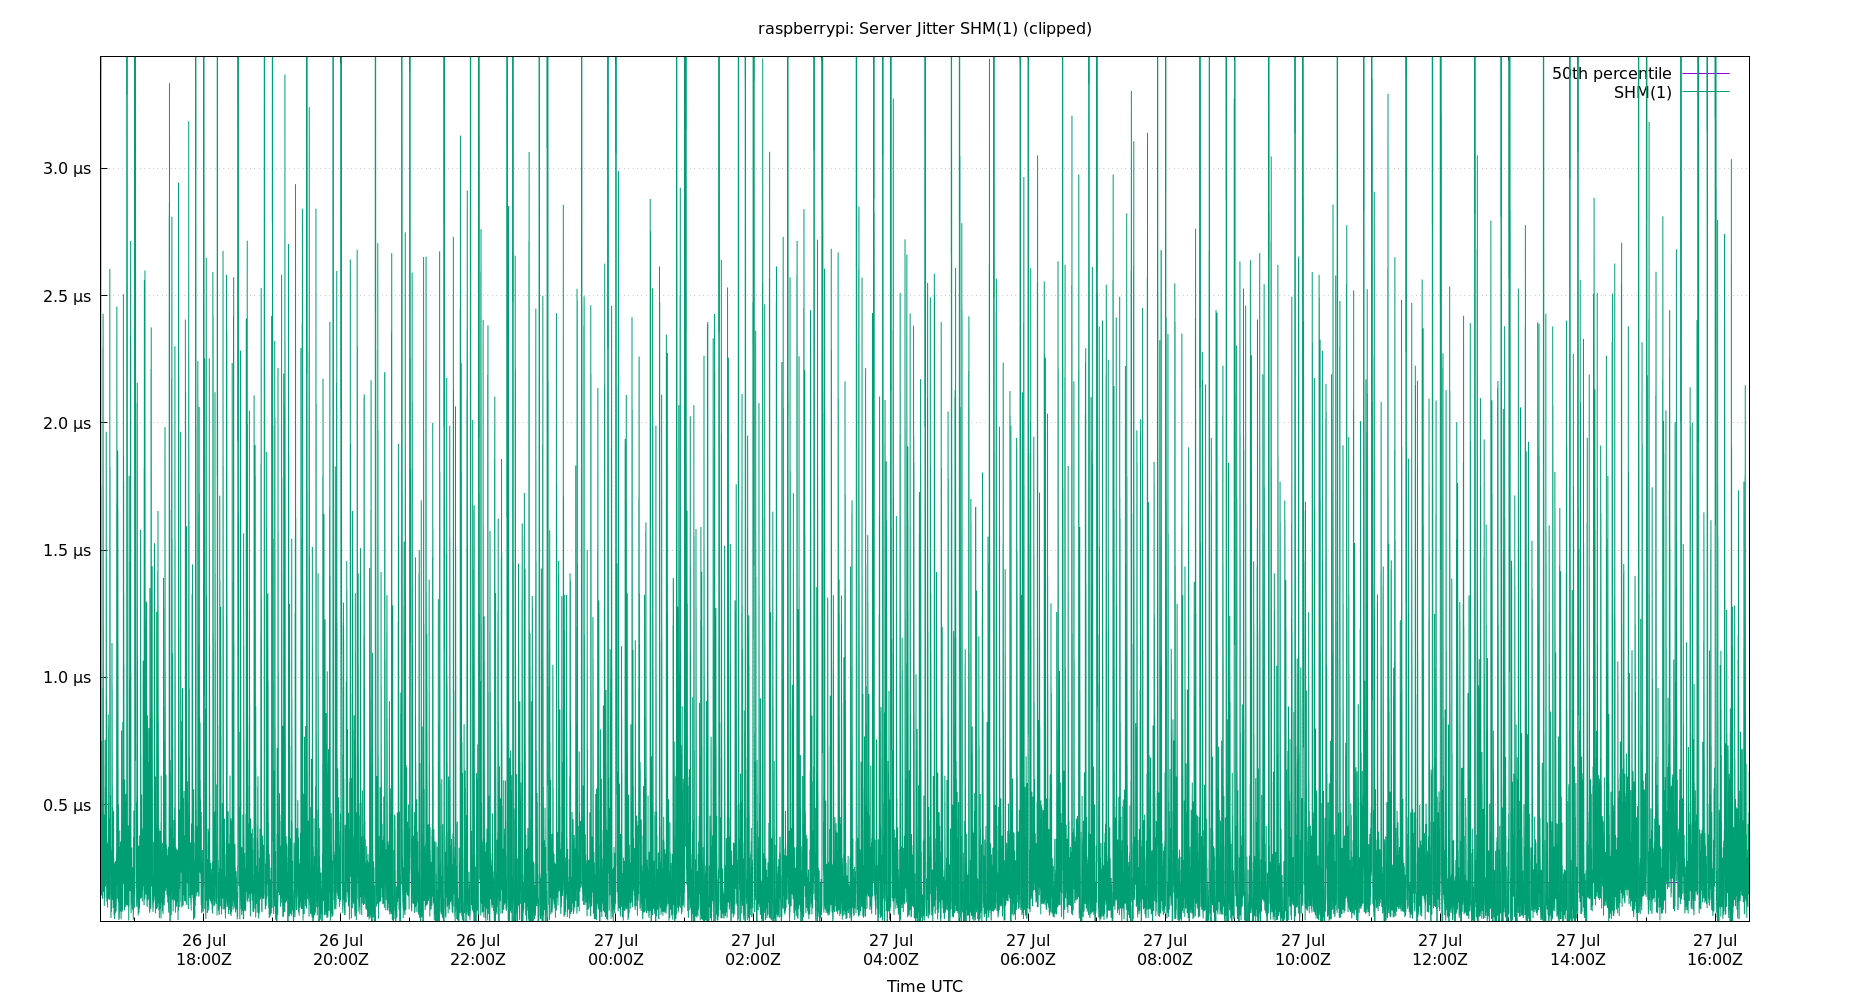 raspberrypi: Server Jitter SHM(1) (clipped)
50th percentile
SHM(1)
3.0 µs
2.5 µs
2.0 µs
1.5 µs
1.0 µs
0.5 µs
26 Jul 26 Jul 26 Jul 27 Jul 27 Jul 27 Jul 27 Jul 27 Jul 27 Jul 27 Jul 27 Jul 27 Jul
18:00Z 20:00Z 22:00Z 00:00Z 02:00Z 04:00Z 06:00Z 08:00Z 10:00Z 12:00Z 14:00Z 16:00Z
Time UTC